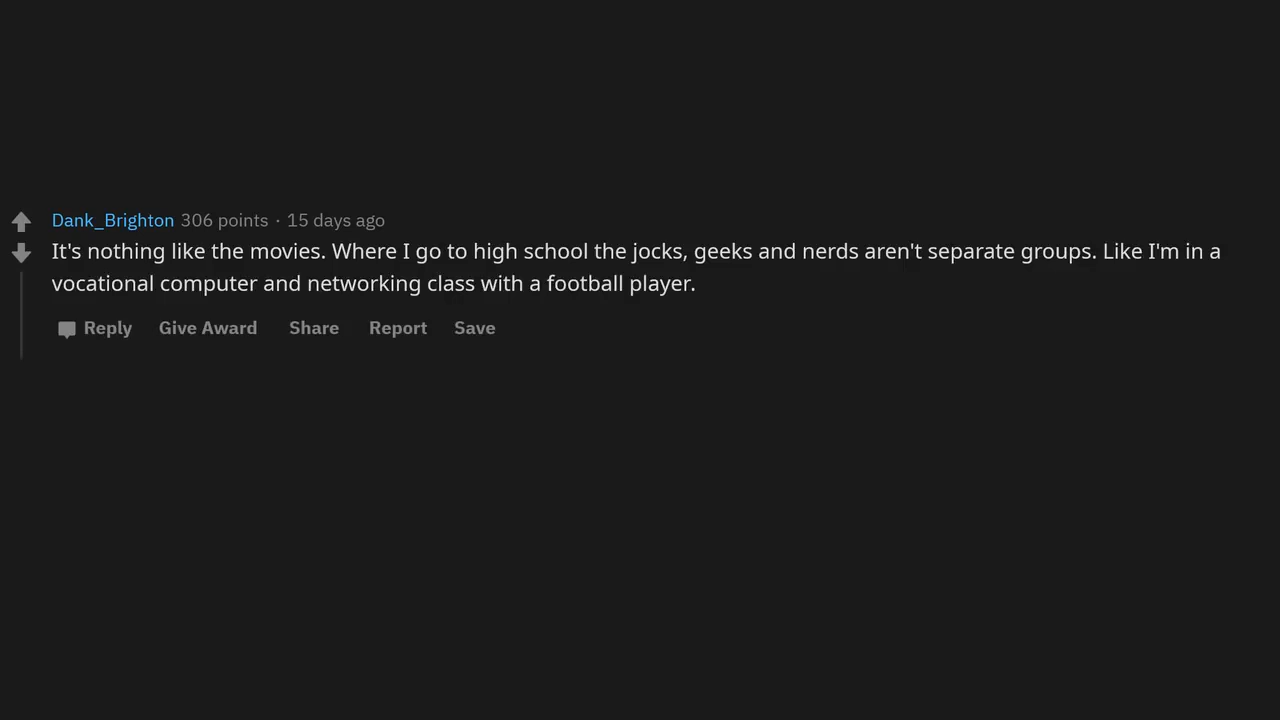 Dank_Brighton 306 points · 15 days ago
It's nothing like the movies. Where I go to high school the jocks, geeks and nerds aren't separate groups. Like I'm in a
vocational computer and networking class with a football player.
Reply Give Award Share Report Save